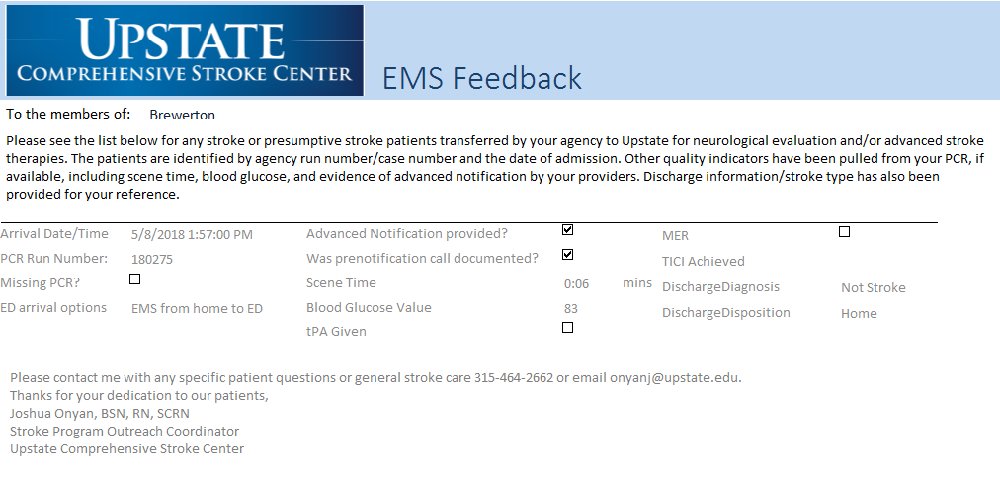 UPSTATE
COMPREHENSIVE STROKE CENTER
EMS Feedback
To the members of: Brewerton
Please see the list below for any stroke or presumptive stroke patients transferred by your agency to Upstate for neurological evaluation and/or advanced stroke
therapies. The patients are identified by agency run number/case number and the date of admission. Other quality indicators have been pulled from your PCR, if
available, including scene time, blood glucose, and evidence of advanced notification by your providers. Discharge information/stroke type has also been
provided for your reference.
Arrival Date/Time 5/8/2018 1:57:00 PM Advanced Notification provided? MER
PCR Run Number: 180275 Was prenotification call documented? TICI Achieved
Missing PCR? Scene Time 0:06 mins DischargeDiagnosis Not Stroke
ED arrival options EMS from home to ED Blood Glucose Value 83 DischargeDisposition Home
tPA Given
Please contact me with any specific patient questions or general stroke care 315-464-2662 or email onyanj@upstate.edu.
Thanks for your dedication to our patients,
Joshua Onyan, BSN, RN, SCRN
Stroke Program Outreach Coordinator
Upstate Comprehensive Stroke Center